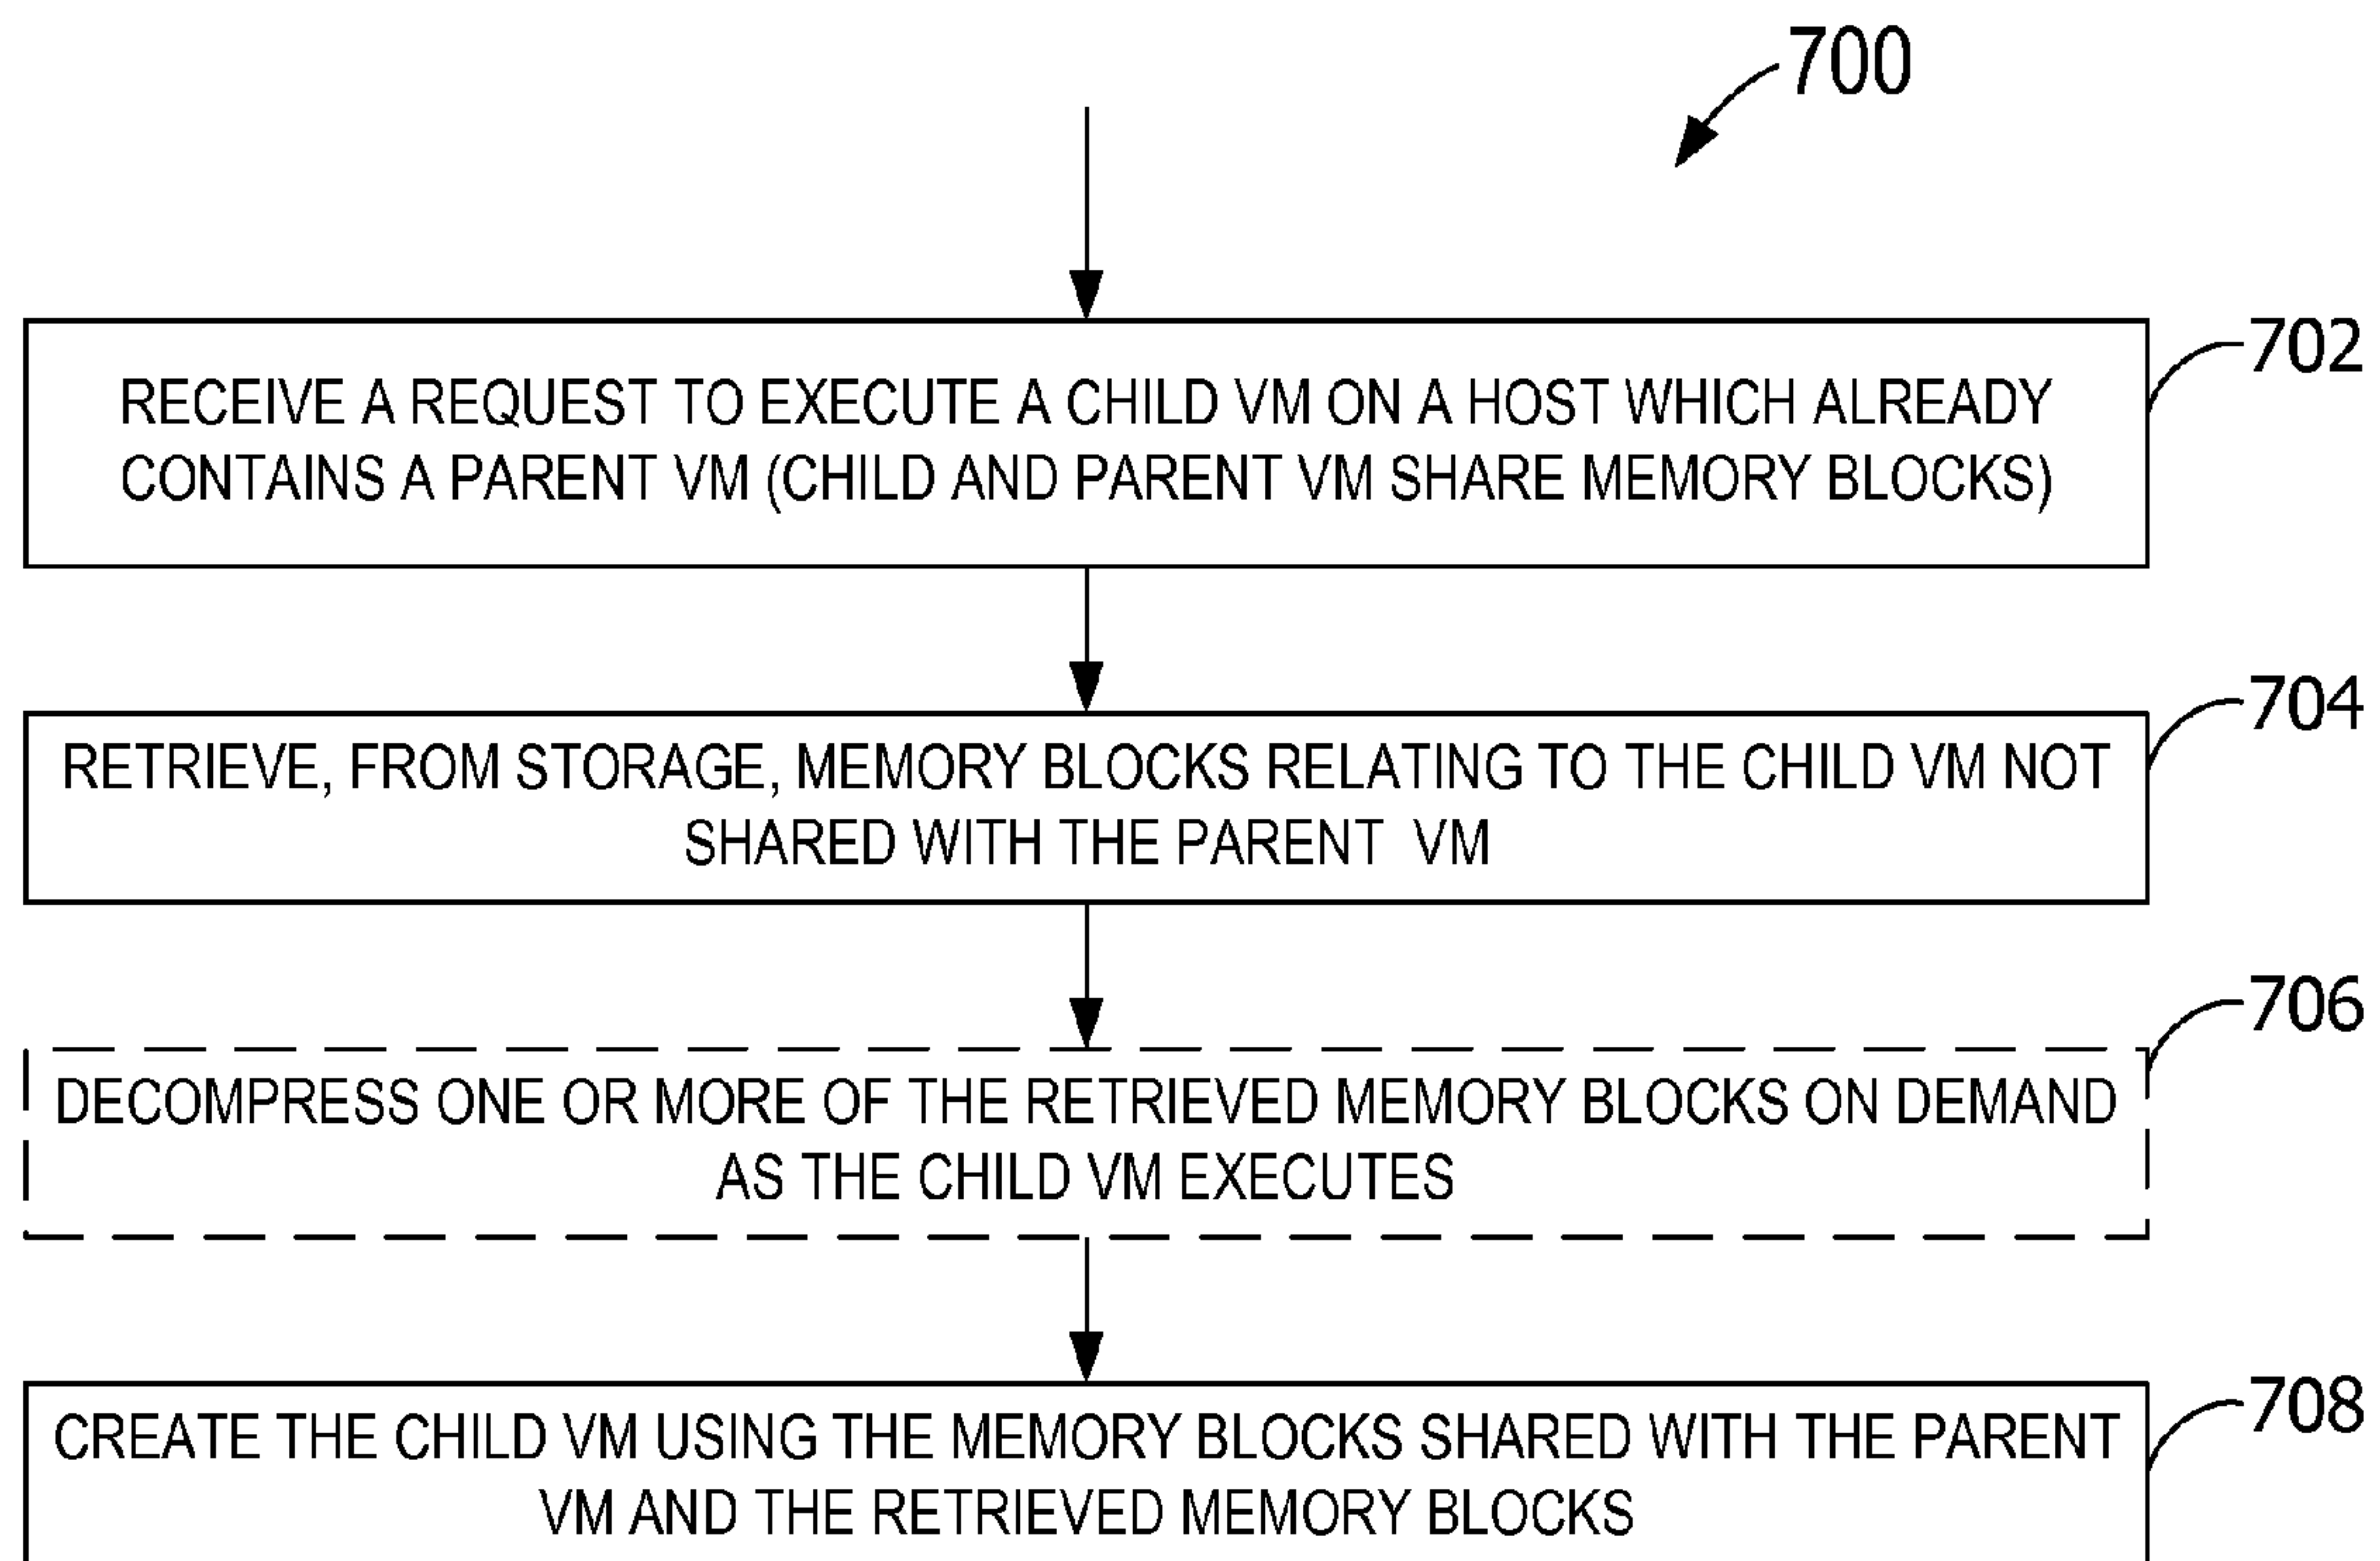 700
702
RECEIVE A REQUEST TO EXECUTE A CHILD VM ON A HOST WHICH ALREADY
CONTAINS A PARENT VM (CHILD AND PARENT VM SHARE MEMORY BLOCKS)
704
RETRIEVE, FROM STORAGE, MEMORY BLOCKS RELATING TO THE CHILD VM NOT
SHARED WITH THE PARENT VM
706
DECOMPRESS ONE OR MORE OF THE RETRIEVED MEMORY BLOCKS ON DEMAND
AS THE CHILD VM EXECUTES
708
CREATE THE CHILD VM USING THE MEMORY BLOCKS SHARED WITH THE PARENT
VM AND THE RETRIEVED MEMORY BLOCKS